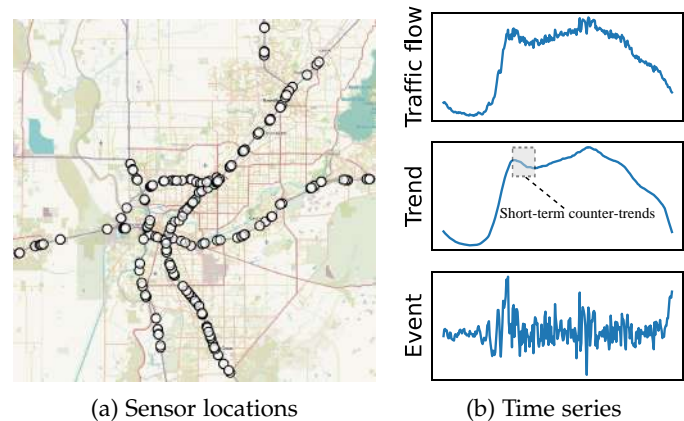 Traffic flow
Trend
Short-term counter-trends
Event
(a) Sensor locations
(b) Time series